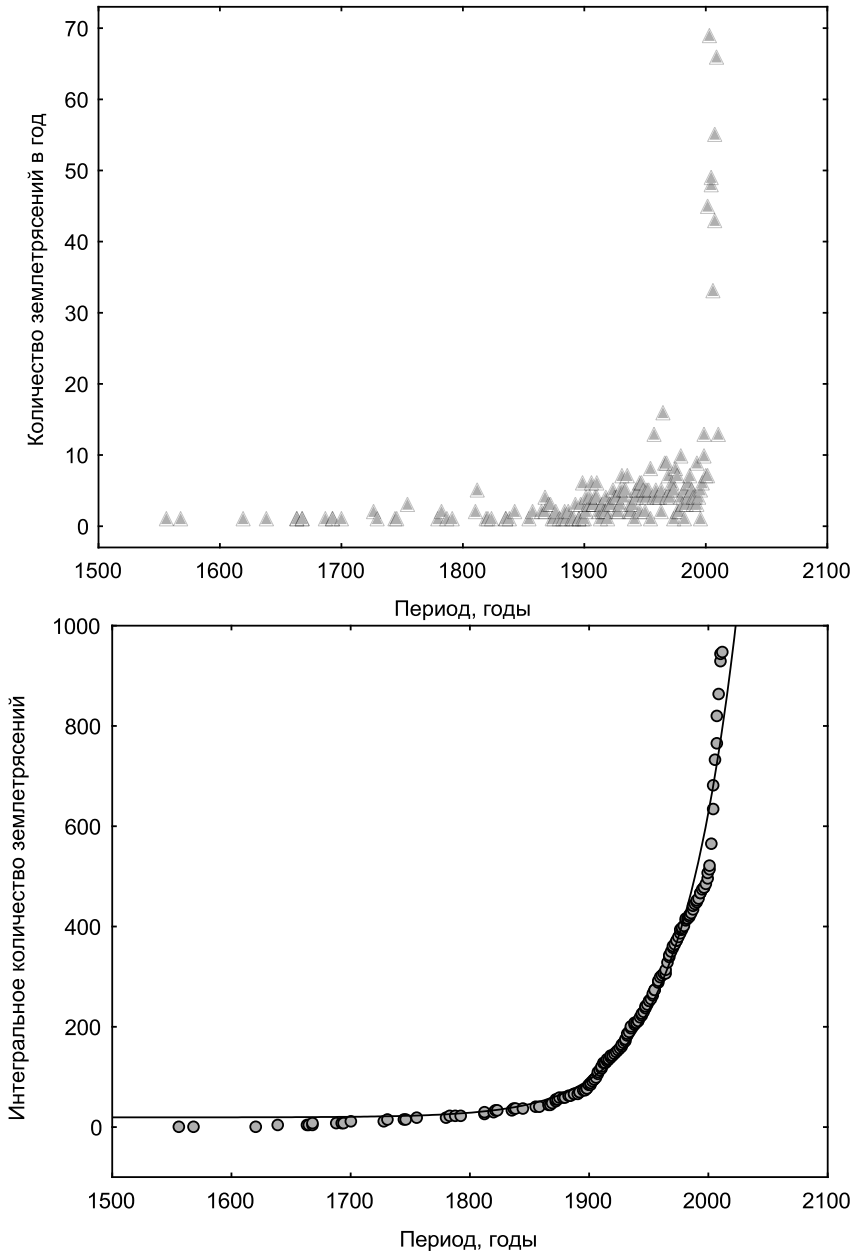 Количество землетрясений в год
70
60
50
40
30
20
10
0
1500 1600 1700 1800 1900 2000 2100
Период, годы
Интегральное количество землетрясений
1000
800
600
400
200
0
1500 1600 1700 1800 1900 2000 2100
Период, годы